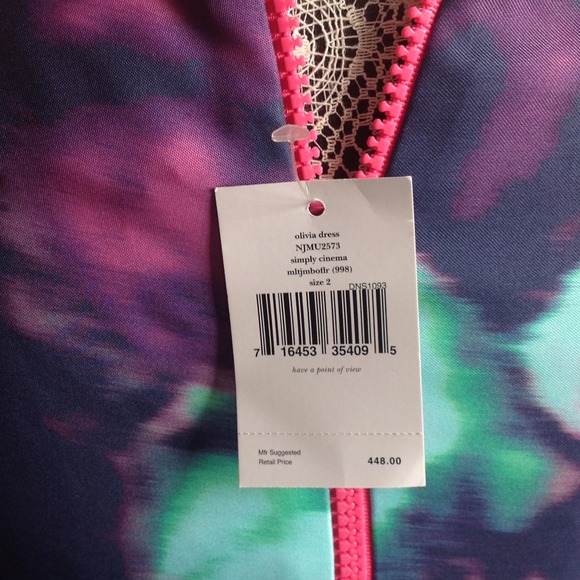 olivia dress
NJMU2573
simply cinema
mltjmboflr (998)
size 2
DNS1093
7 16453 35409 5
have a point of view
Mfr Suggested
Retail Price 448.00